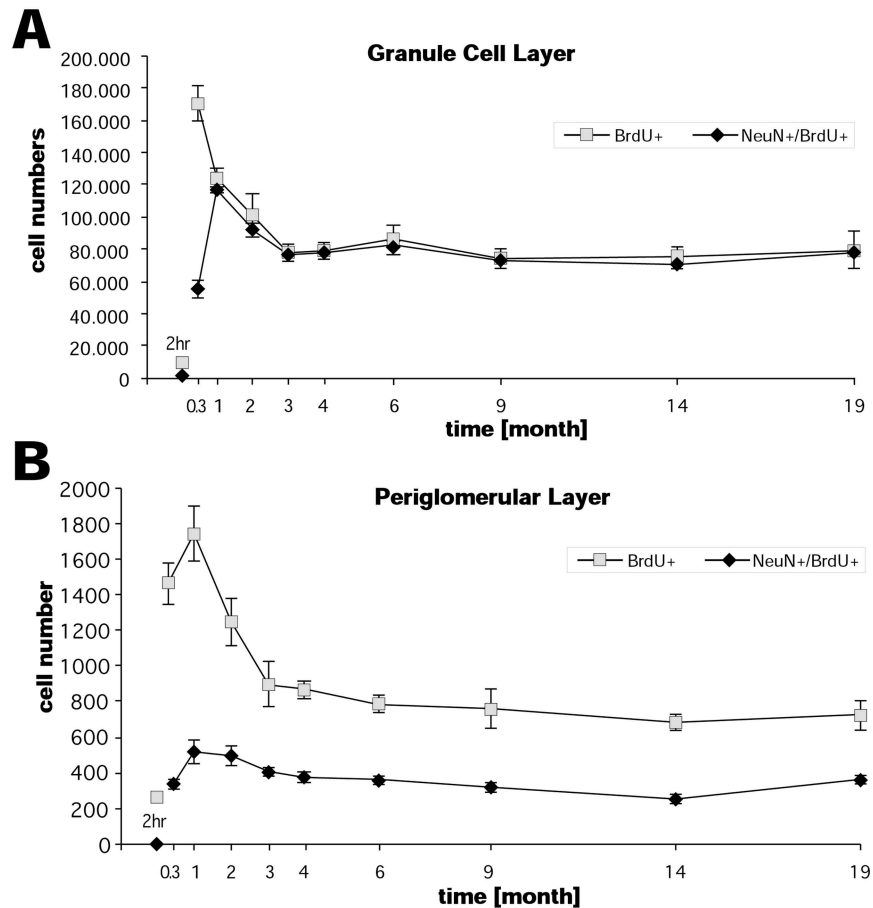 A
Granule Cell Layer
200.000
180.000
160.000
140.000
120.000
100.000
80.000
60.000
40.000
20.000
0
cell numbers
BrdU+ NeuN+/BrdU+
2hr
0.3 1 2 3 4 6 9 14 19
time [month]
B
Periglomerular Layer
2000
1800
1600
1400
1200
1000
800
600
400
200
0
cell number
BrdU+ NeuN+/BrdU+
2hr
0.3 1 2 3 4 6 9 14 19
time [month]